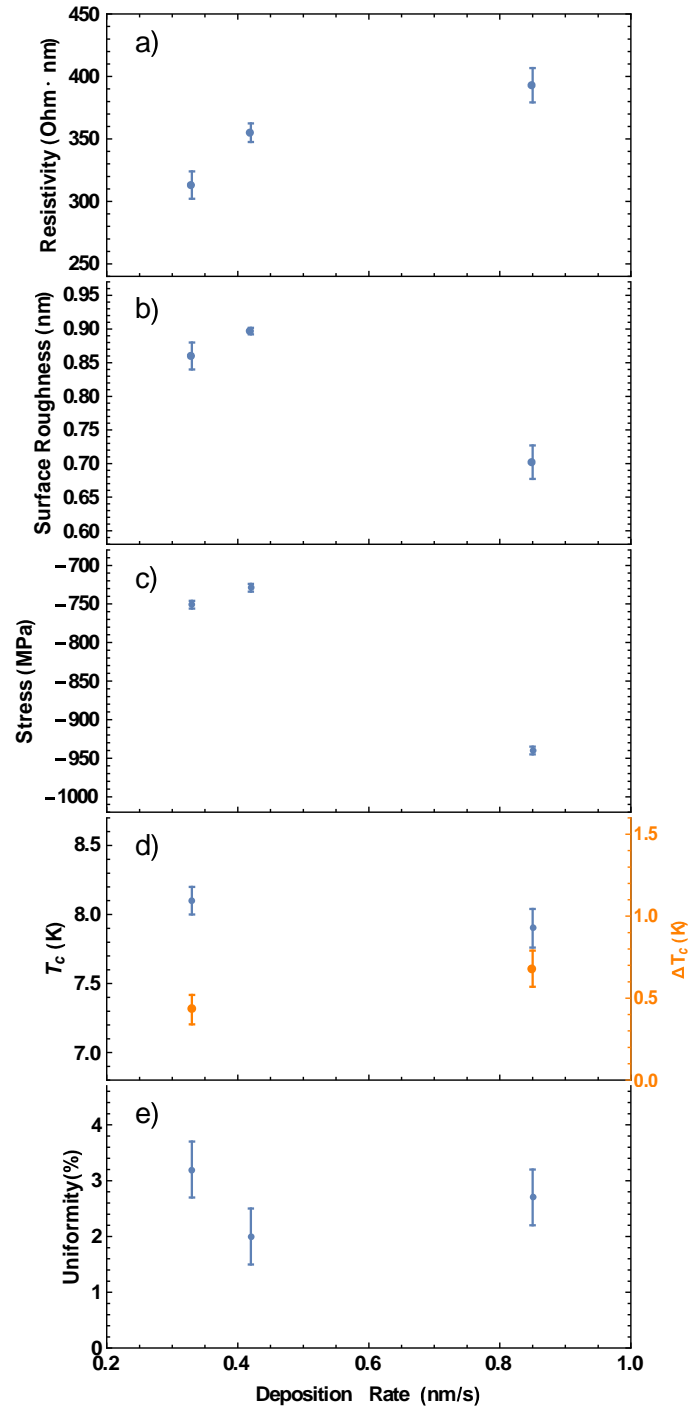 a)
Resistivity (Ohm · nm)
450
400
350
300
250
b)
Surface Roughness (nm)
0.95
0.90
0.85
0.80
0.75
0.70
0.65
0.60
c)
Stress (MPa)
−700
−750
−800
−850
−900
−950
−1000
d)
T_c (K)
8.5
8.0
7.5
7.0
1.5
1.0
0.5
0.0
ΔT_c (K)
e)
Uniformity(%)
4
3
2
1
0
0.2 0.4 0.6 0.8 1.0
Deposition Rate (nm/s)